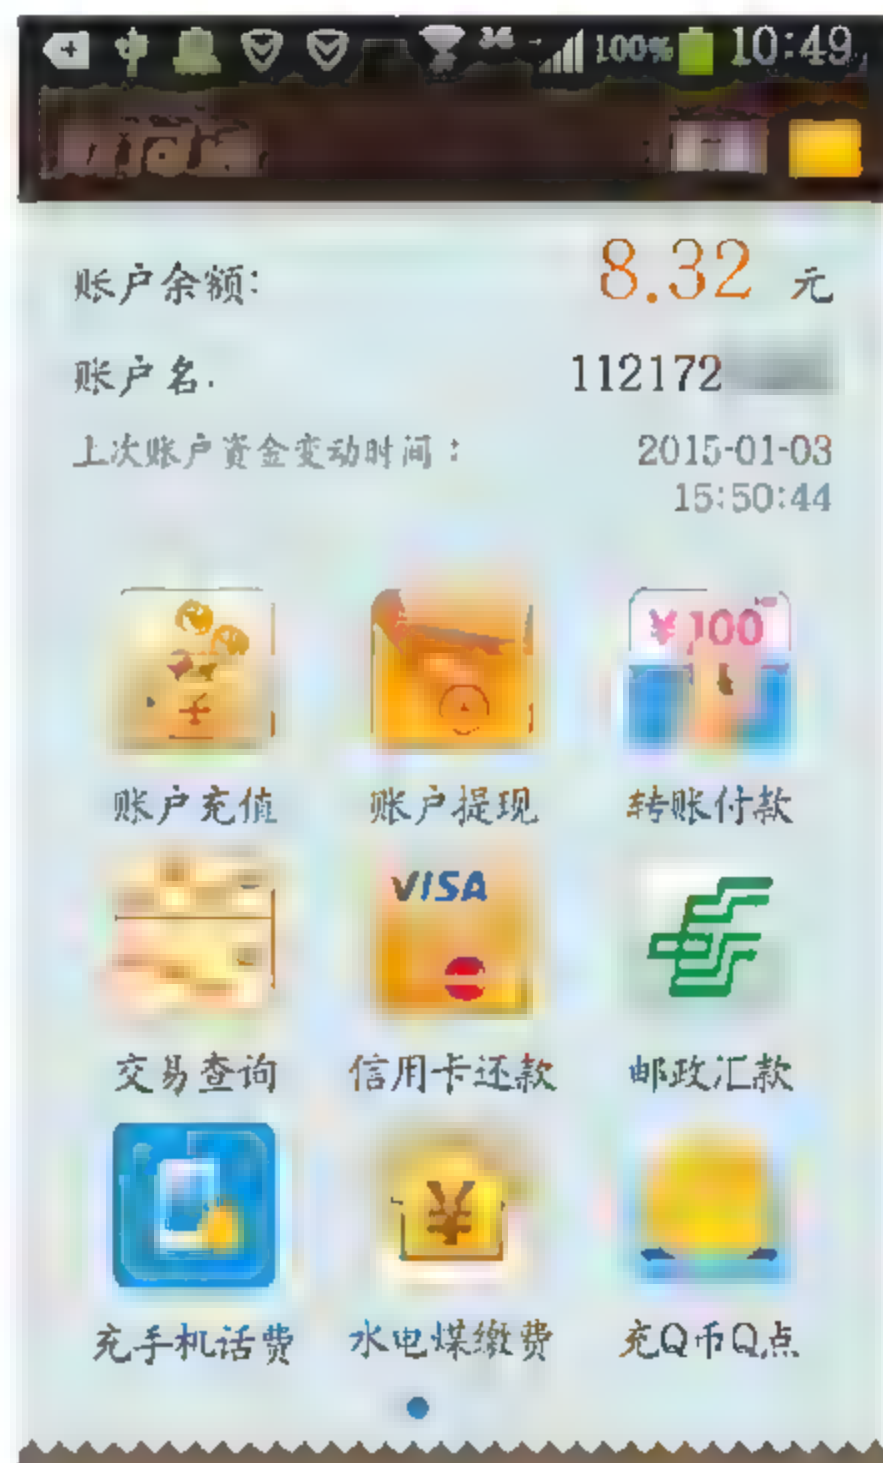 100% 10:49
账户余额: 8.32 元
账户名. 112172
上次账户资金变动时间： 2015-01-03
15:50:44
¥100
账户充值 账户提现 转账付款
VISA
交易查询 信用卡还款 邮政汇款
¥
充手机话费 水电煤缴费 充Q币Q点